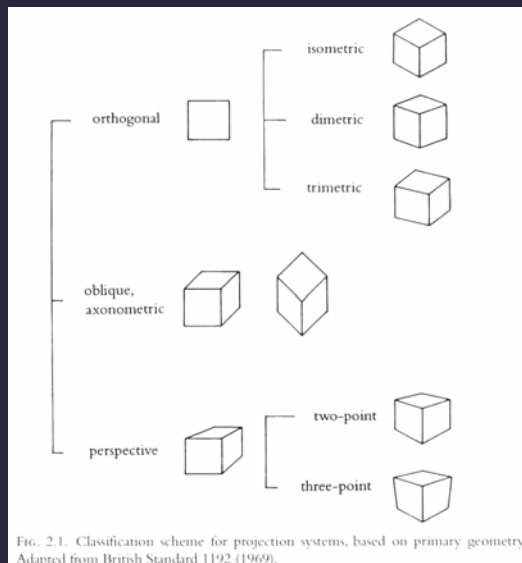 isometric
orthogonal
dimetric
trimetric
oblique,
axonometric
two-point
perspective
three-point
FIG. 2.1. Classification scheme for projection systems, based on primary geometry
Adapted from British Standard 1192 (1969).